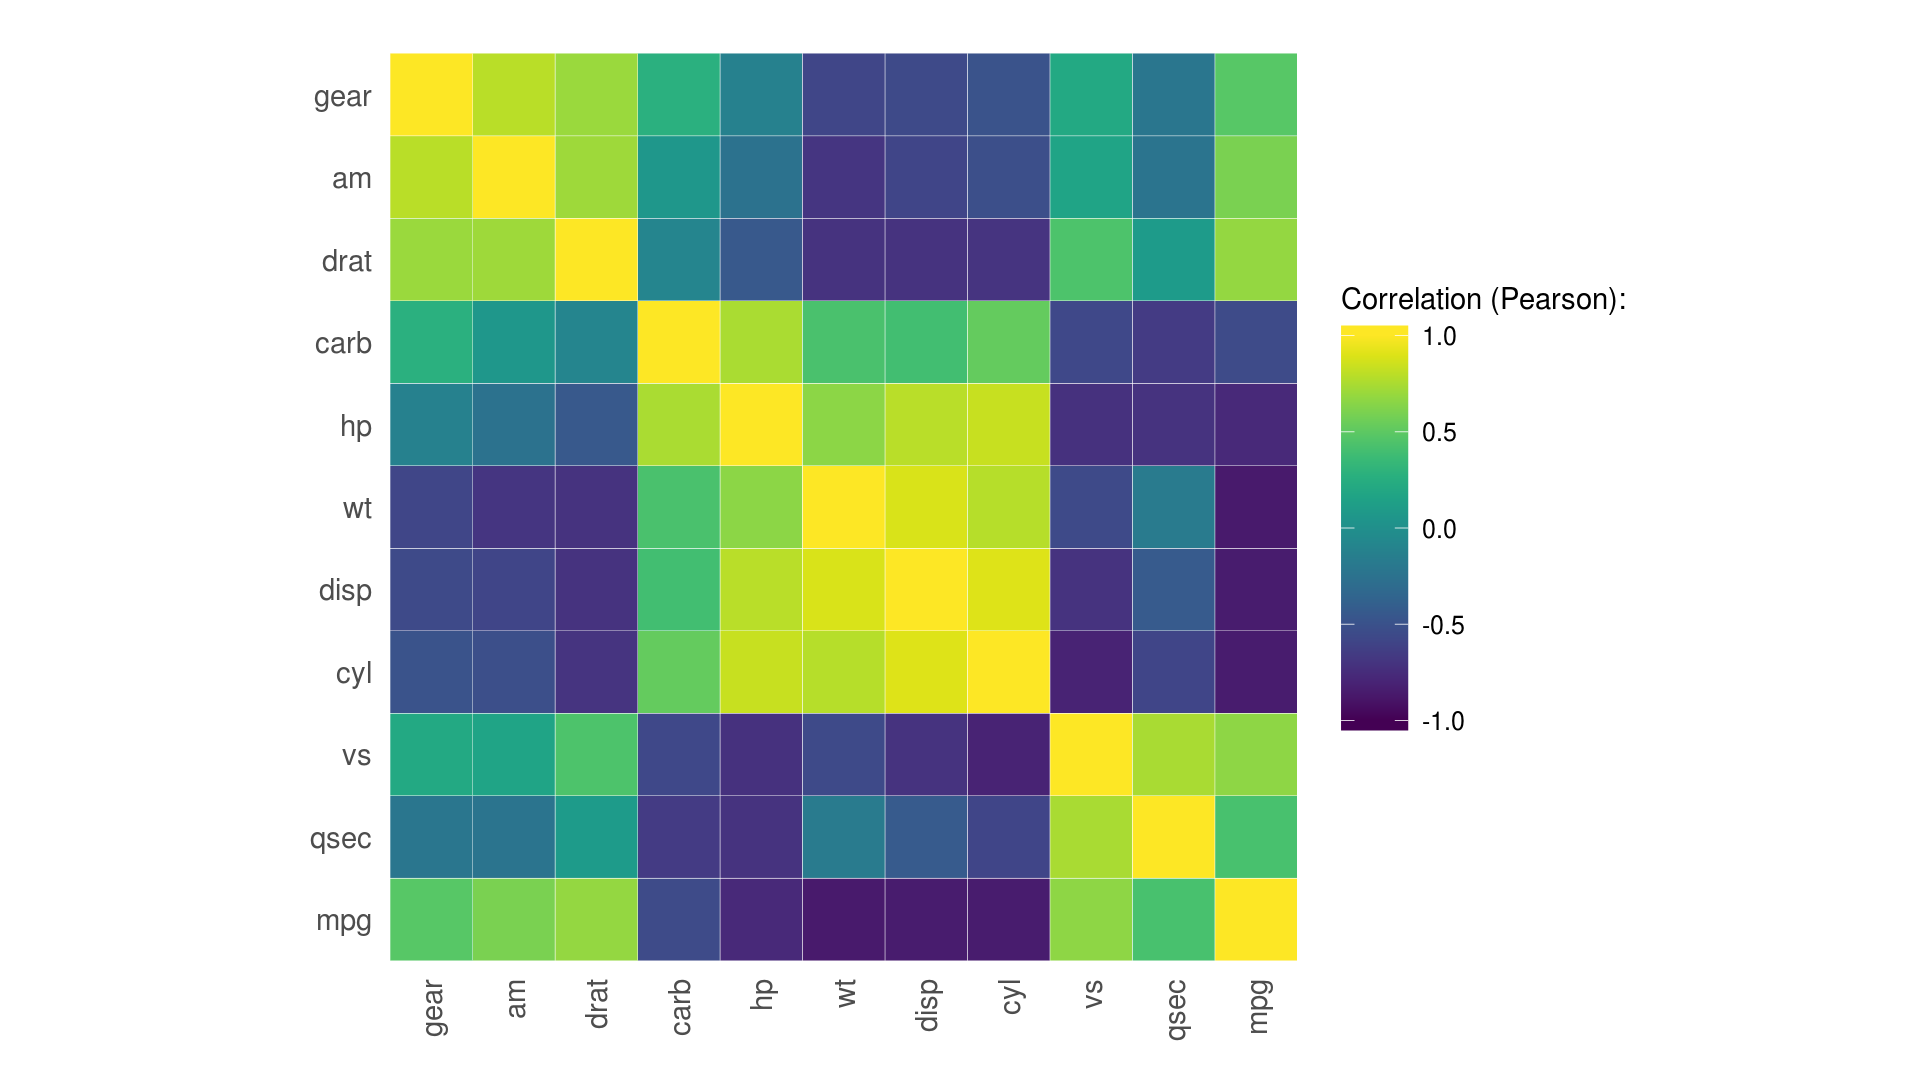 gear
am
drat
carb
hp
wt
disp
cyl
vs
qsec
mpg
gear am drat carb hp wt disp cyl vs qsec mpg
Correlation (Pearson):
1.0
0.5
0.0
-0.5
-1.0